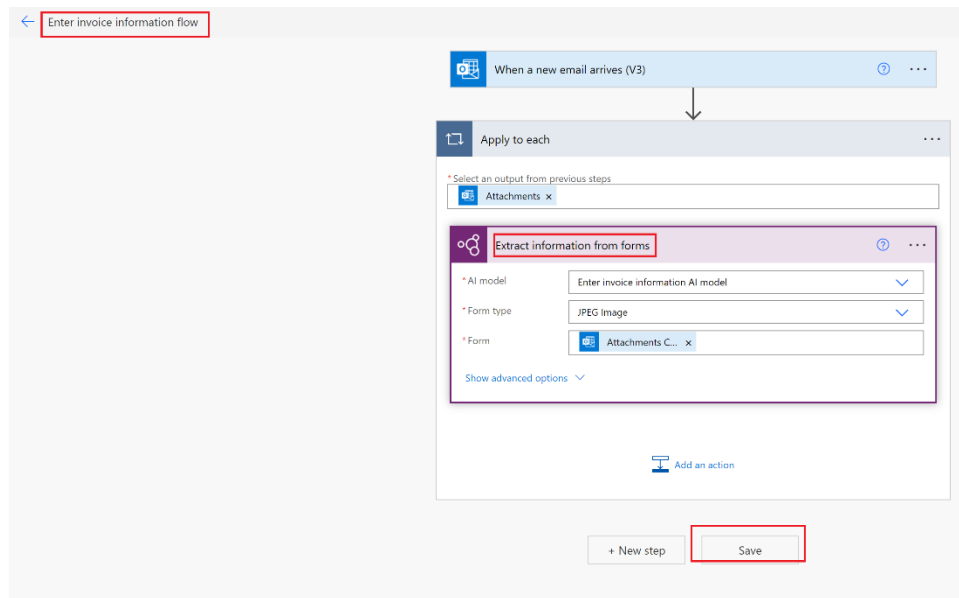 Enter invoice information flow
When a new email arrives (V3)
Apply to each
* Select an output from previous steps
Attachments ×
Extract information from forms
* AI model Enter invoice information AI model
* Form type JPEG Image
* Form Attachments C... ×
Show advanced options
Add an action
+ New step Save